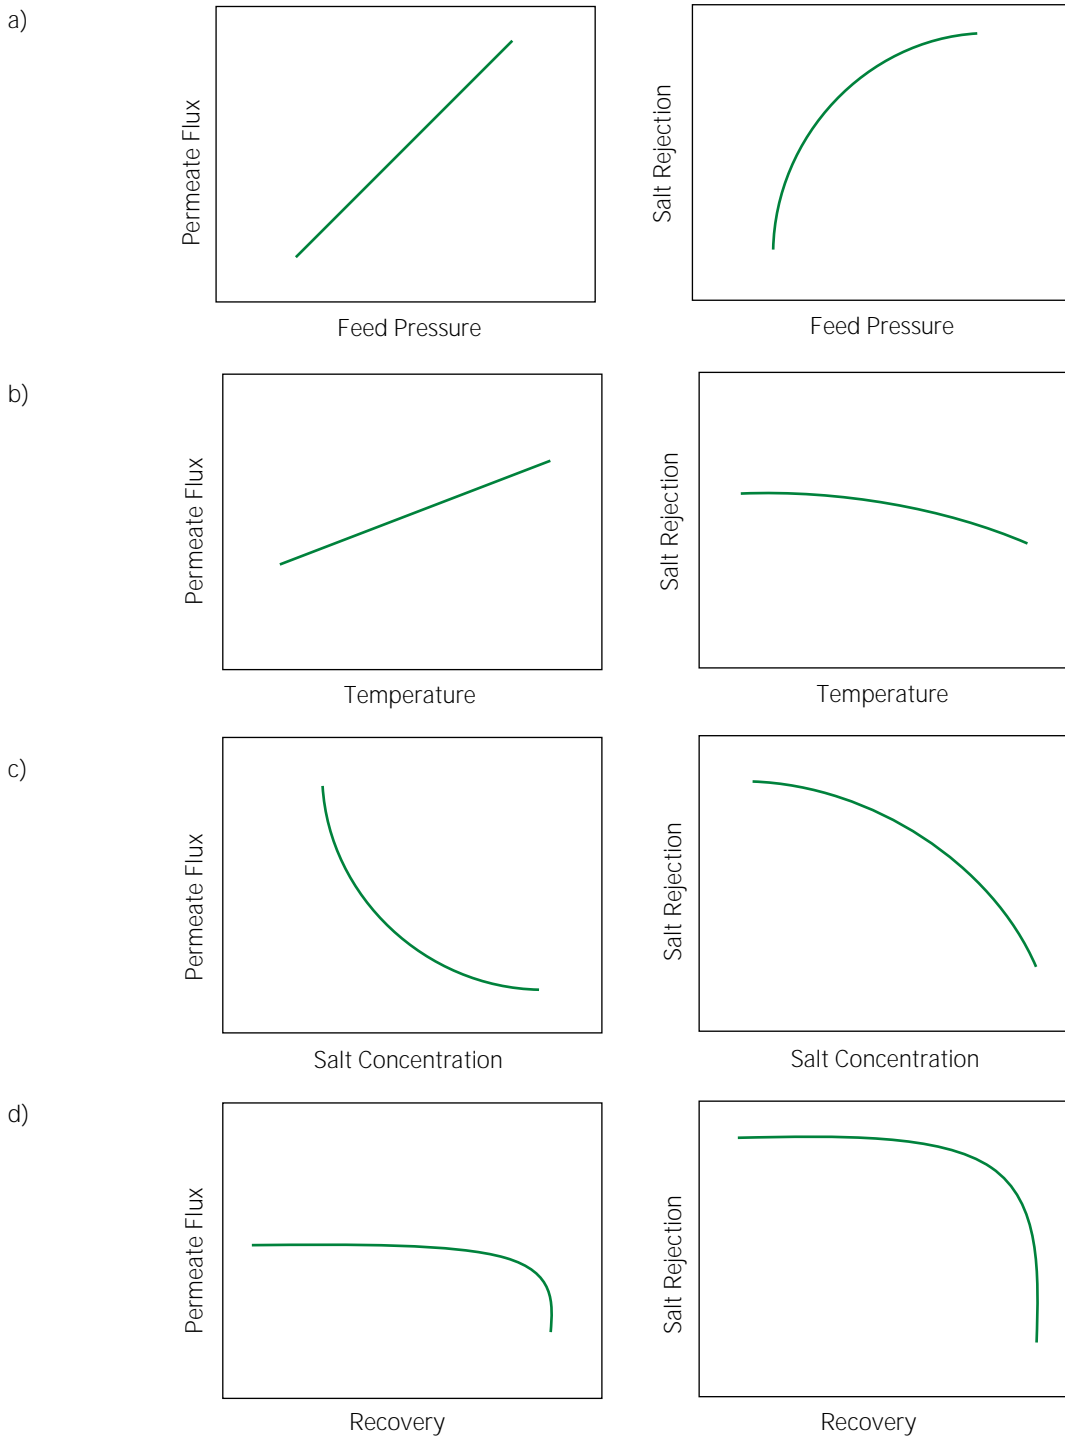 a)
Permeate Flux
Feed Pressure
Salt Rejection
Feed Pressure
b)
Permeate Flux
Temperature
Salt Rejection
Temperature
c)
Permeate Flux
Salt Concentration
Salt Rejection
Salt Concentration
d)
Permeate Flux
Recovery
Salt Rejection
Recovery